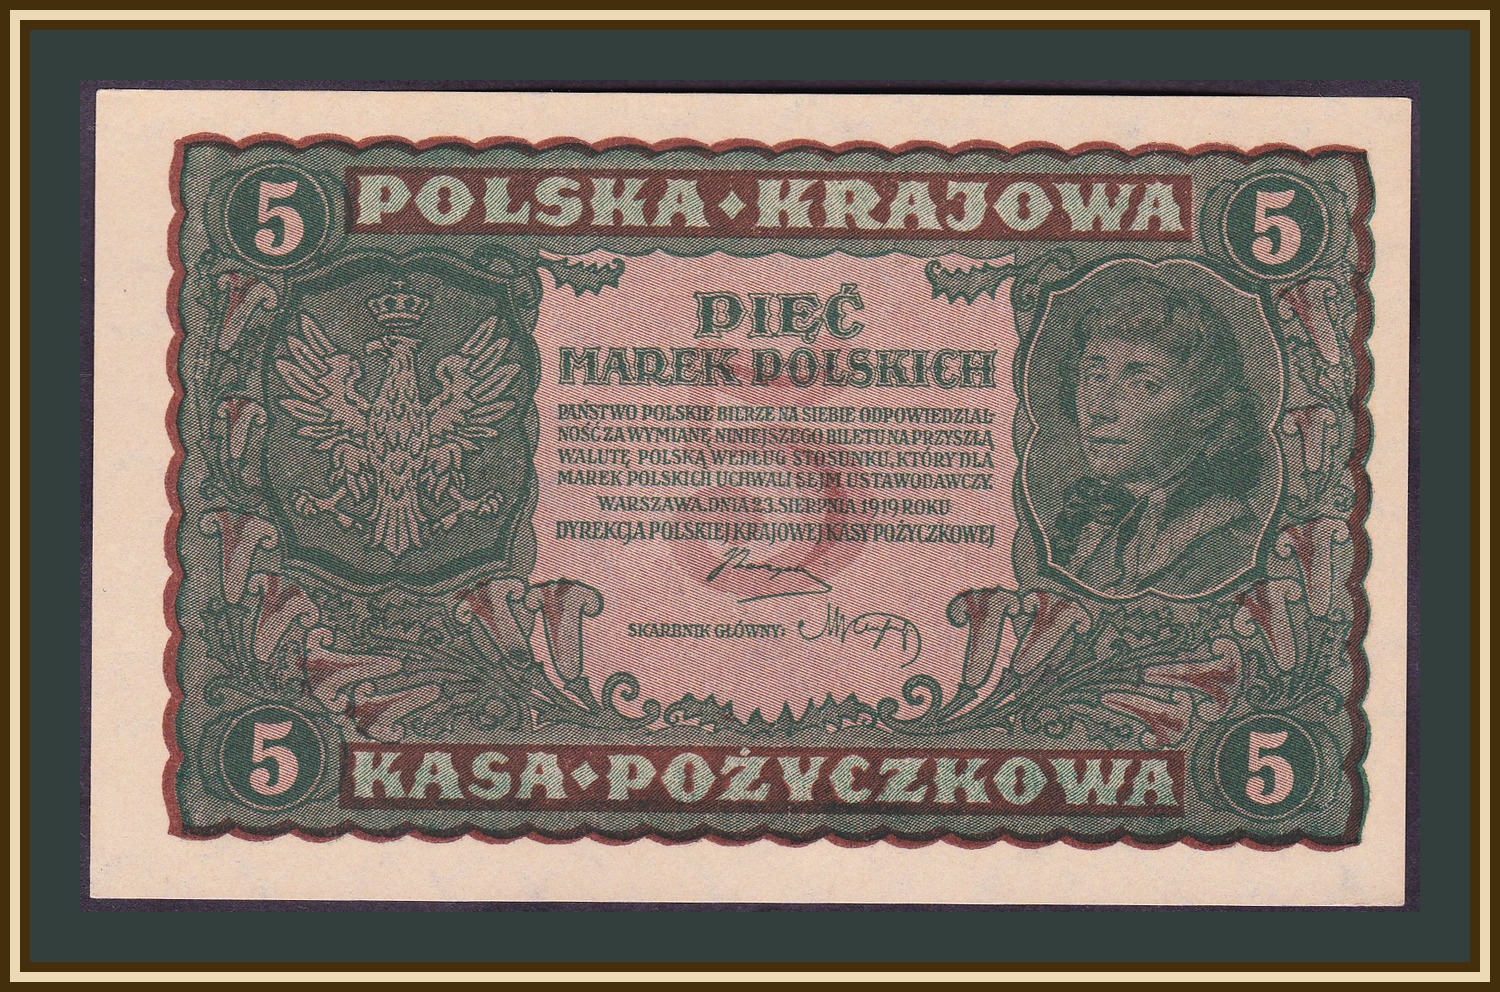 5 POLSKA·KRAJOWA 5
PIĘĆ
MAREK POLSKICH
PAŃSTWO POLSKIE BIERZE NA SIEBIE ODPOWIEDZIAL-
NOŚĆ ZA WYMIANĘ NINIEJSZEGO BILETU NA PRZYSZŁĄ
WALUTĘ POLSKĄ WEDŁUG STOSUNKU, KTÓRY DLA
MAREK POLSKICH UCHWALI SEJM USTAWODAWCZY.
WARSZAWA, DNIA 23. SIERPNIA 1919 ROKU
DYREKCJA POLSKIEJ KRAJOWEJ KASY POŻYCZKOWEJ
SKARBNIK GŁÓWNY:
5 KASA·POŻYCZKOWA 5